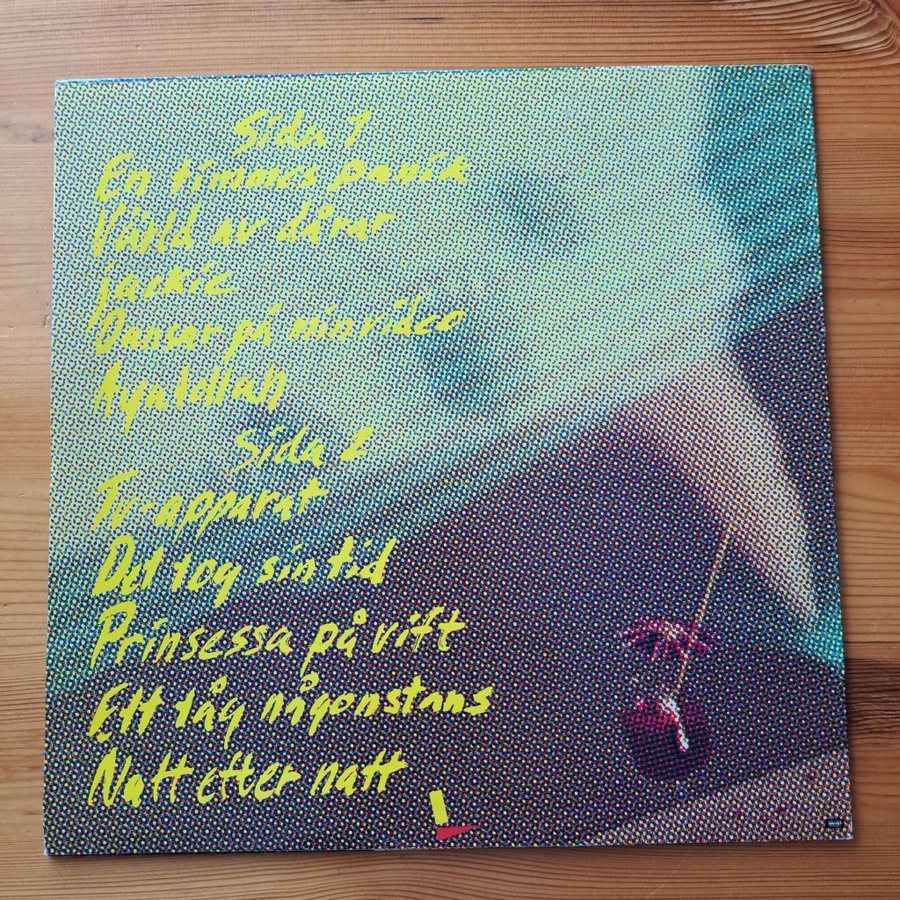 Sida 1
En timmes panik
Värld av dårar
jackie
Dansar på min video
Ayatollah
Sida 2
Tv-apparat
Det tog sin tid
Prinsessa på vift
Ett tåg någonstans
Natt efter natt